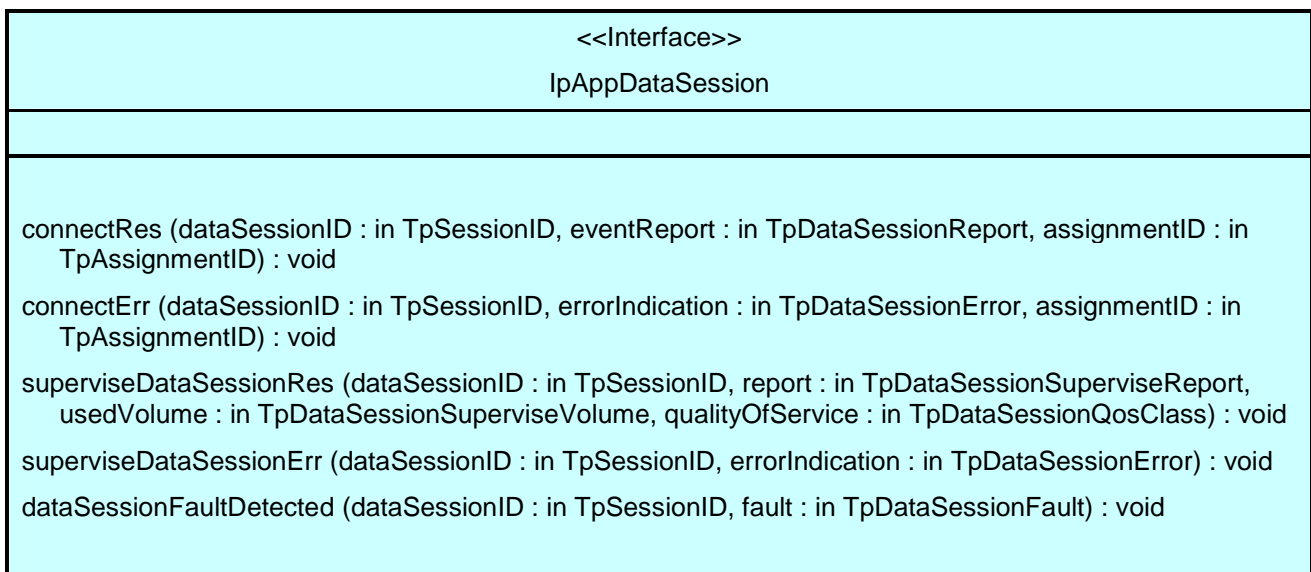 <<Interface>>
IpAppDataSession
connectRes (dataSessionID : in TpSessionID, eventReport : in TpDataSessionReport, assignmentID : in
TpAssignmentID) : void
connectErr (dataSessionID : in TpSessionID, errorIndication : in TpDataSessionError, assignmentID : in
TpAssignmentID) : void
superviseDataSessionRes (dataSessionID : in TpSessionID, report : in TpDataSessionSuperviseReport,
usedVolume : in TpDataSessionSuperviseVolume, qualityOfService : in TpDataSessionQosClass) : void
superviseDataSessionErr (dataSessionID : in TpSessionID, errorIndication : in TpDataSessionError) : void
dataSessionFaultDetected (dataSessionID : in TpSessionID, fault : in TpDataSessionFault) : void